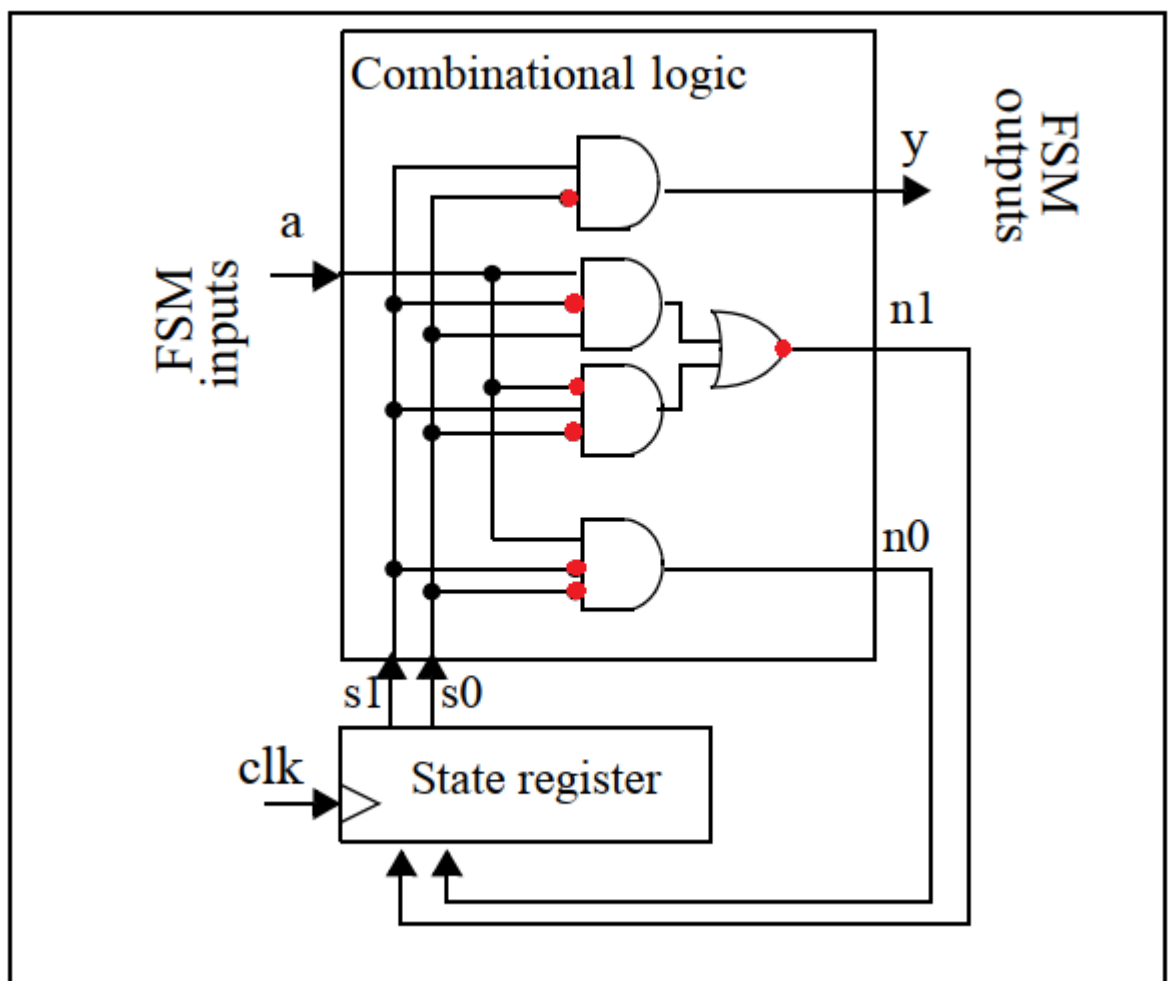 Combinational logic
y
FSM
outputs
a
FSM
inputs
n1
n0
s1
s0
clk
State register